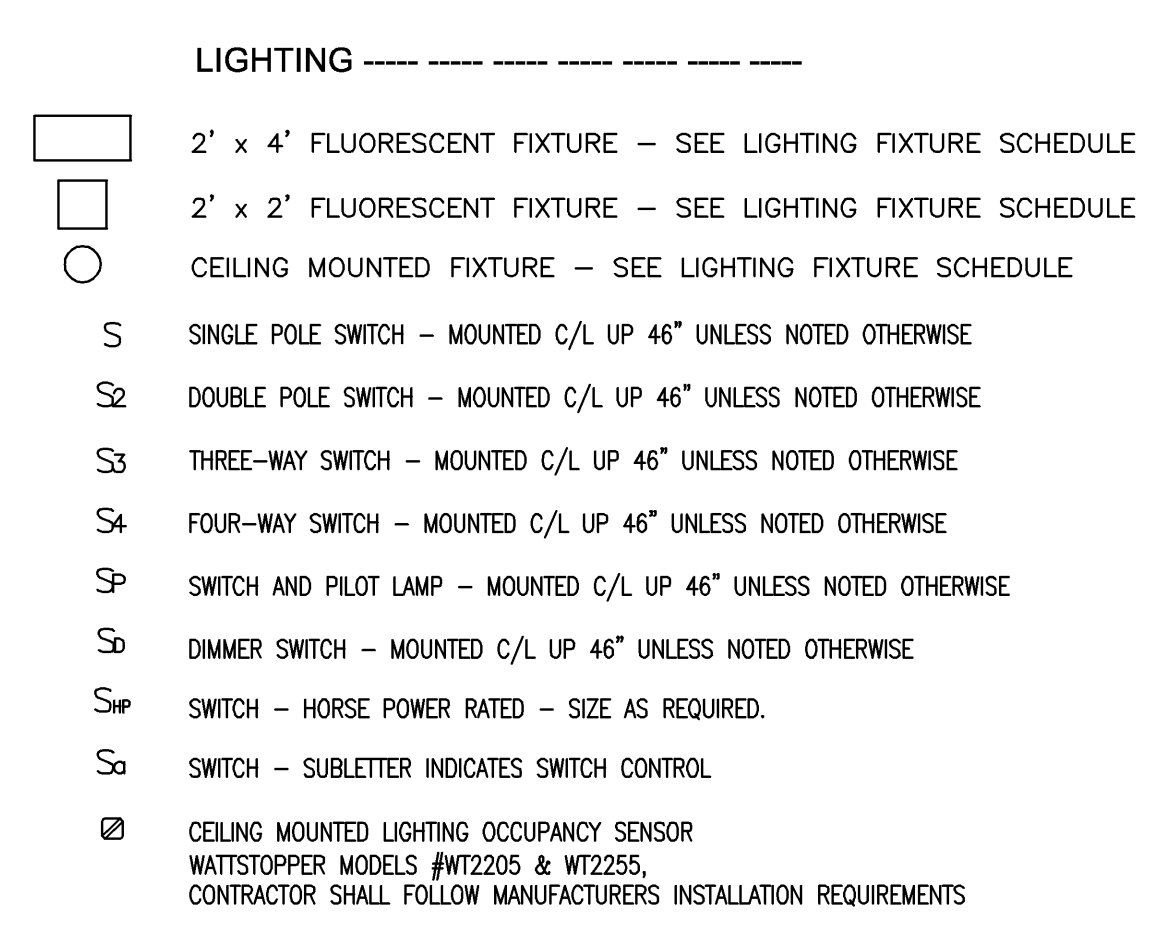 LIGHTING ----- ----- ----- ----- ----- ----- -----
2' x 4' FLUORESCENT FIXTURE – SEE LIGHTING FIXTURE SCHEDULE
2' x 2' FLUORESCENT FIXTURE – SEE LIGHTING FIXTURE SCHEDULE
CEILING MOUNTED FIXTURE – SEE LIGHTING FIXTURE SCHEDULE
S SINGLE POLE SWITCH – MOUNTED C/L UP 46" UNLESS NOTED OTHERWISE
S2 DOUBLE POLE SWITCH – MOUNTED C/L UP 46" UNLESS NOTED OTHERWISE
S3 THREE–WAY SWITCH – MOUNTED C/L UP 46" UNLESS NOTED OTHERWISE
S4 FOUR–WAY SWITCH – MOUNTED C/L UP 46" UNLESS NOTED OTHERWISE
SP SWITCH AND PILOT LAMP – MOUNTED C/L UP 46" UNLESS NOTED OTHERWISE
SD DIMMER SWITCH – MOUNTED C/L UP 46" UNLESS NOTED OTHERWISE
SHP SWITCH – HORSE POWER RATED – SIZE AS REQUIRED.
Sa SWITCH – SUBLETTER INDICATES SWITCH CONTROL
CEILING MOUNTED LIGHTING OCCUPANCY SENSOR
WATTSTOPPER MODELS #WT2205 & WT2255,
CONTRACTOR SHALL FOLLOW MANUFACTURERS INSTALLATION REQUIREMENTS